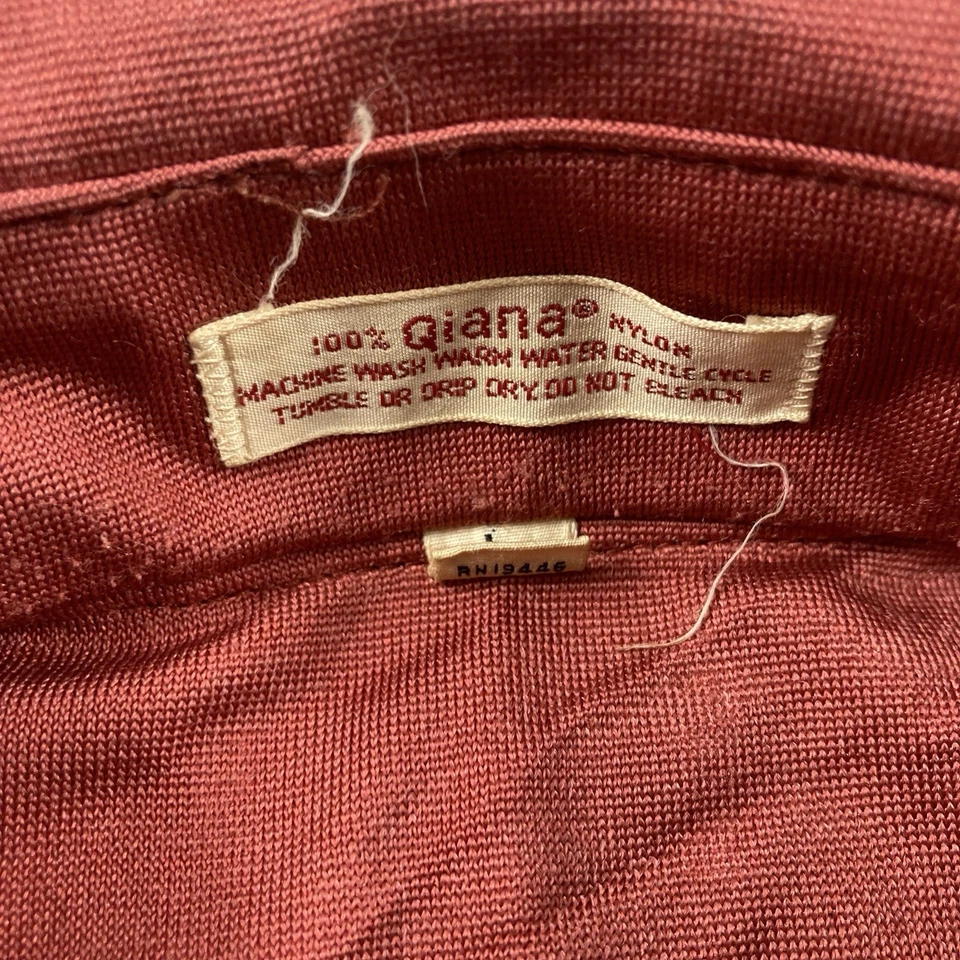 100% Qiana® NYLON
MACHINE WASH WARM WATER GENTLE CYCLE
TUMBLE OR DRIP DRY. DO NOT BLEACH
RN19446